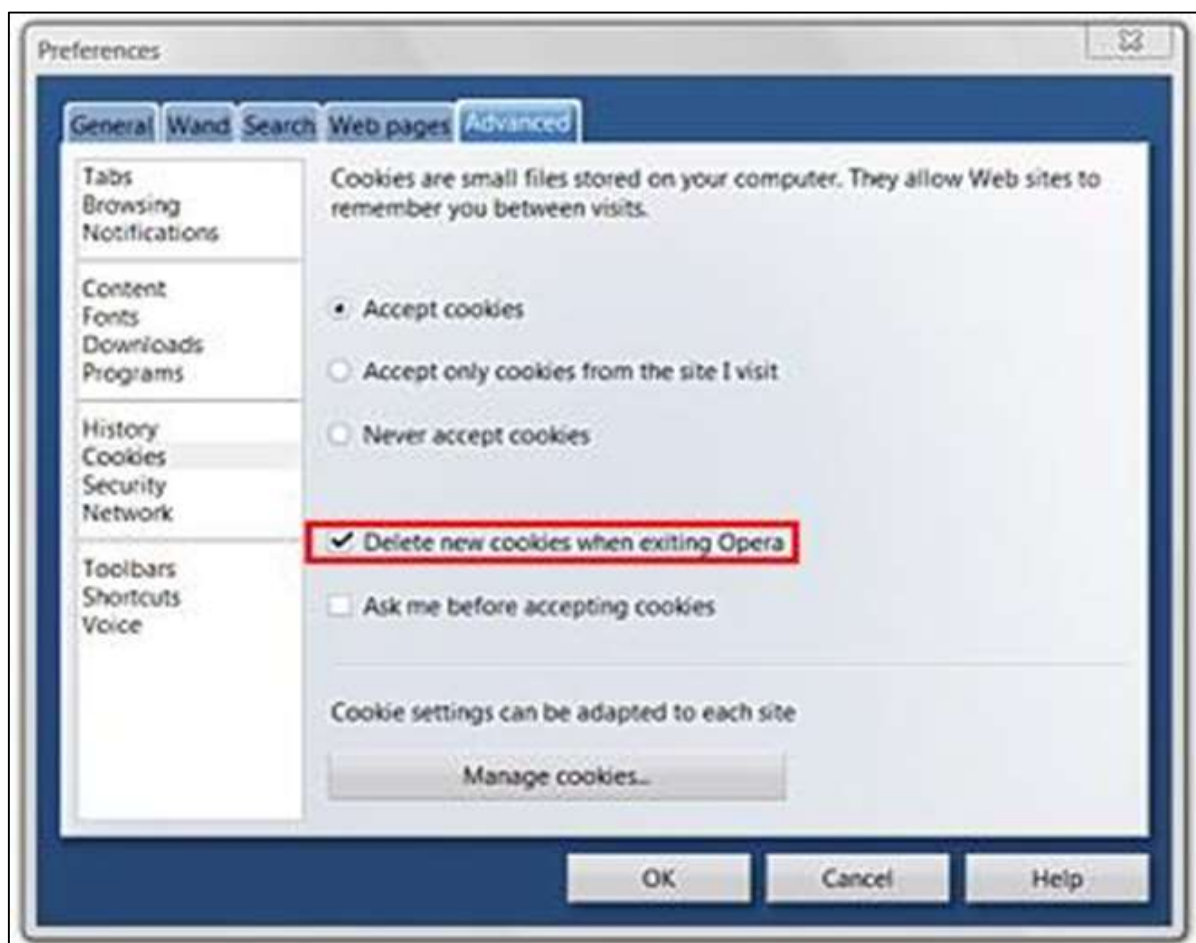 Preferences
General Wand Search Web pages Advanced
Tabs
Browsing
Notifications
Content
Fonts
Downloads
Programs
History
Cookies
Security
Network
Toolbars
Shortcuts
Voice
Cookies are small files stored on your computer. They allow Web sites to
remember you between visits.
Accept cookies
Accept only cookies from the site I visit
Never accept cookies
Delete new cookies when exiting Opera
Ask me before accepting cookies
Cookie settings can be adapted to each site
Manage cookies...
OK Cancel Help